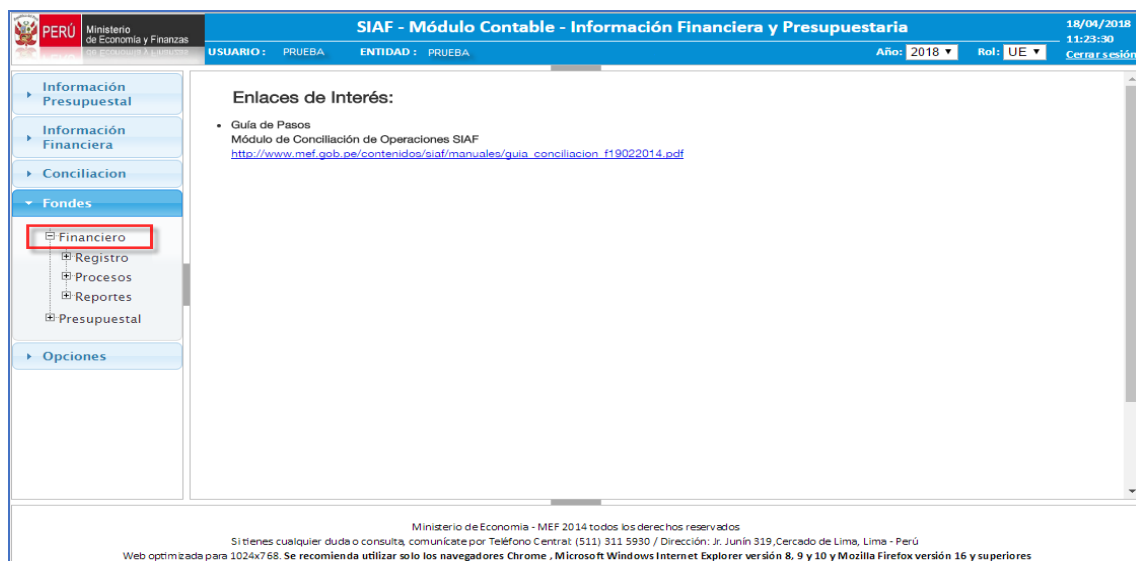 PERÚ
Ministerio
de Economía y Finanzas
SIAF - Módulo Contable - Información Financiera y Presupuestaria
18/04/2018
11:23:30
USUARIO : PRUEBA ENTIDAD : PRUEBA Año: 2018 ▼ Rol: UE ▼ Cerrar sesión
Información
Presupuestal
Información
Financiera
Conciliacion
Fondes
Financiero
Registro
Procesos
Reportes
Presupuestal
Opciones
Enlaces de Interés:
• Guía de Pasos
Módulo de Conciliación de Operaciones SIAF
http://www.mef.gob.pe/contenidos/siaf/manuales/guia_conciliacion_f19022014.pdf
Ministerio de Economia - MEF 2014 todos los derechos reservados
Si tienes cualquier duda o consulta, comunícate por Teléfono Central: (511) 311 5930 / Dirección: Jr. Junín 319,Cercado de Lima, Lima - Perú
Web optimizada para 1024x768. Se recomienda utilizar solo los navegadores Chrome , Microsoft Windows Internet Explorer versión 8, 9 y 10 y Mozilla Firefox versión 16 y superiores